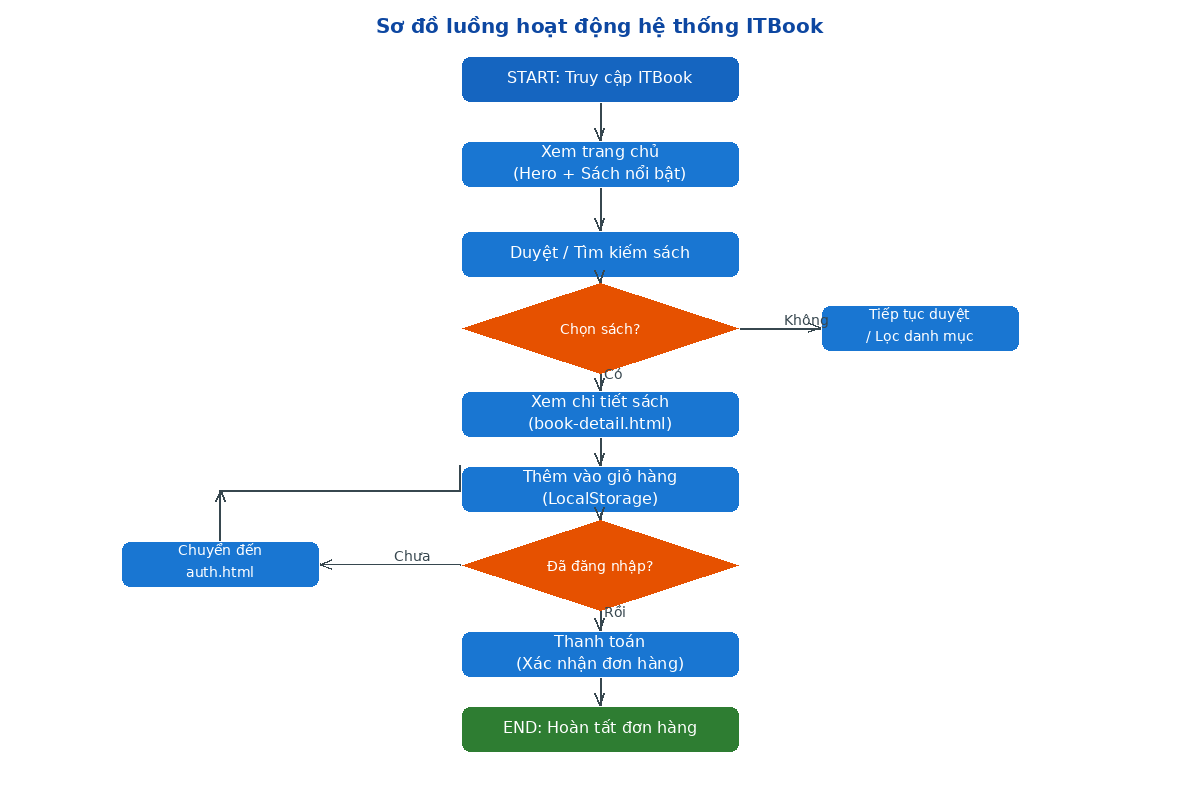 Sơ đồ luồng hoạt động hệ thống ITBook
START: Truy cập ITBook
Xem trang chủ
(Hero + Sách nổi bật)
Duyệt / Tìm kiếm sách
Chọn sách?
Không
Tiếp tục duyệt
/ Lọc danh mục
Có
Xem chi tiết sách
(book-detail.html)
Thêm vào giỏ hàng
(LocalStorage)
Đã đăng nhập?
Chưa
Chuyển đến
auth.html
Rồi
Thanh toán
(Xác nhận đơn hàng)
END: Hoàn tất đơn hàng